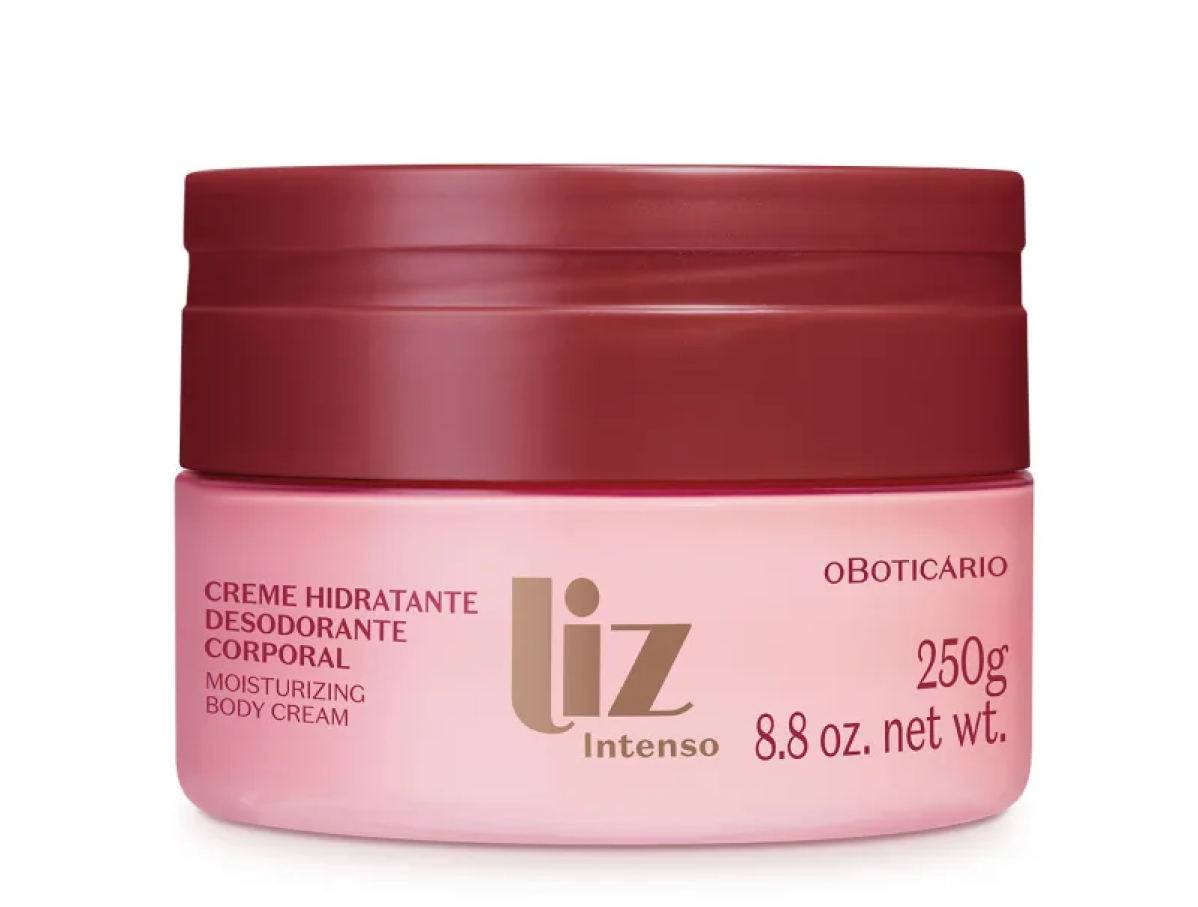 CREME HIDRATANTE
DESODORANTE
CORPORAL
MOISTURIZING
BODY CREAM
liz
Intenso
oBOTICÁRIO
250g
8.8 oz. net wt.